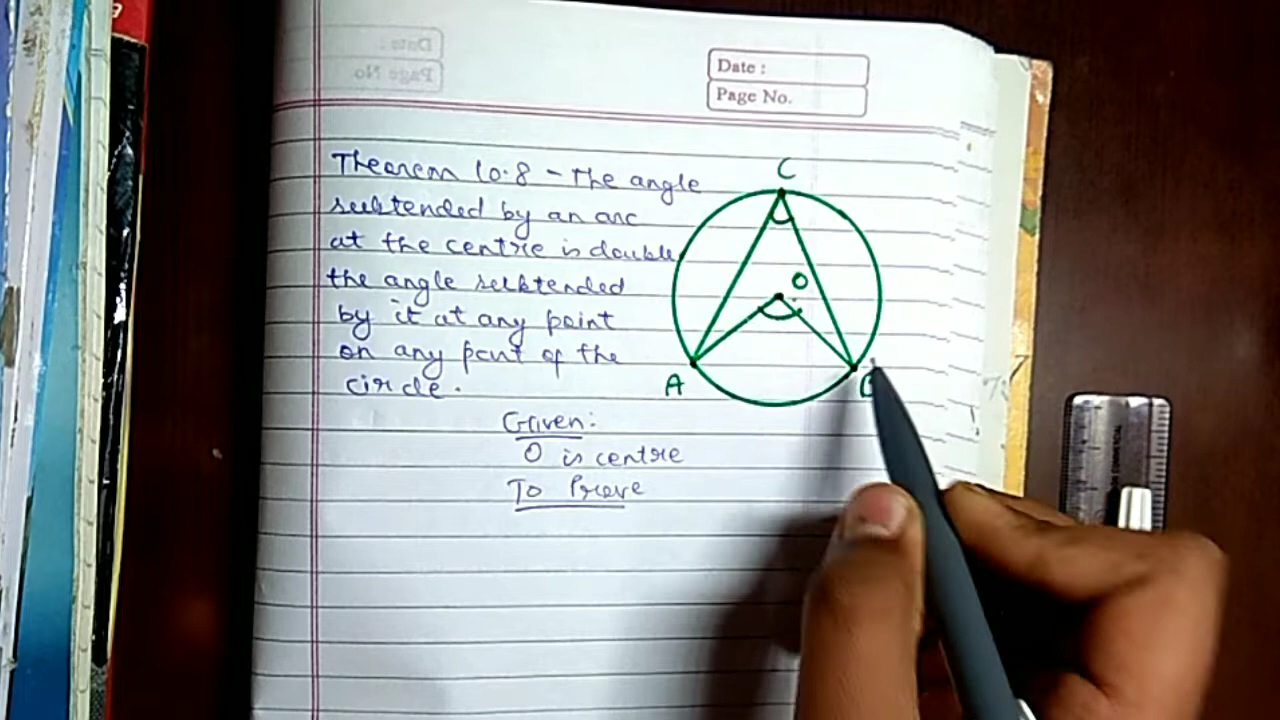 Date :
Page No.
Theorem 10.8 - The angle
subtended by an arc
at the centre is double
the angle subtended
by it at any point
on any part of the
circle.
C
O
A
B
Given:
O is centre
To Prove